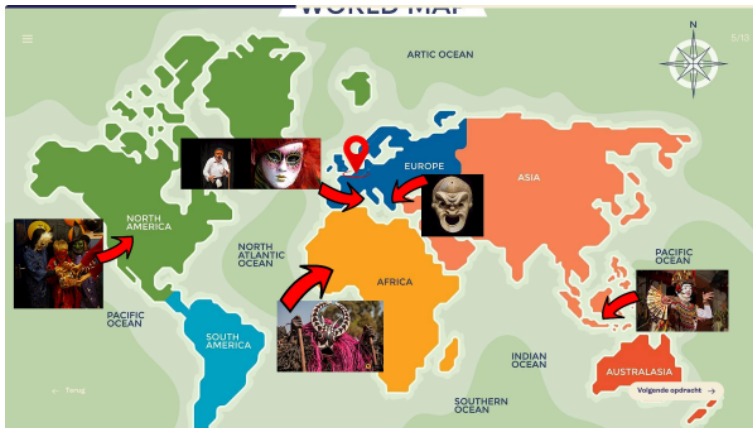 WORLD MAP
N
5/13
ARTIC OCEAN
EUROPE
ASIA
NORTH
AMERICA
NORTH
ATLANTIC
OCEAN
PACIFIC
OCEAN
AFRICA
PACIFIC
OCEAN
SOUTH
AMERICA
INDIAN
OCEAN
AUSTRALASIA
← Terug
Volgende opdracht →
SOUTHERN
OCEAN